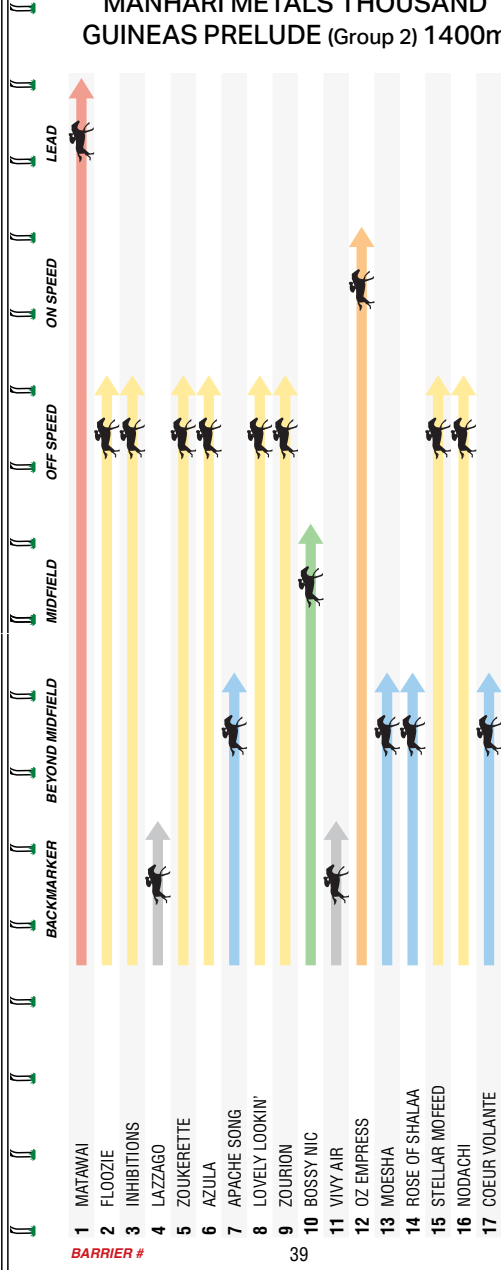 MANHARI METALS THOUSAND
GUINEAS PRELUDE (Group 2) 1400m
LEAD
ON SPEED
OFF SPEED
MIDFIELD
BEYOND MIDFIELD
BACKMARKER
1 MATAWAI
2 FLOOZIE
3 INHIBITIONS
4 LAZZAGO
5 ZOUKERETTE
6 AZULA
7 APACHE SONG
8 LOVELY LOOKIN'
9 ZOURION
10 BOSSY NIC
11 VIVY AIR
12 OZ EMPRESS
13 MOESHA
14 ROSE OF SHALAA
15 STELLAR MOFEED
16 NODACHI
17 COEUR VOLANTE
BARRIER #
39